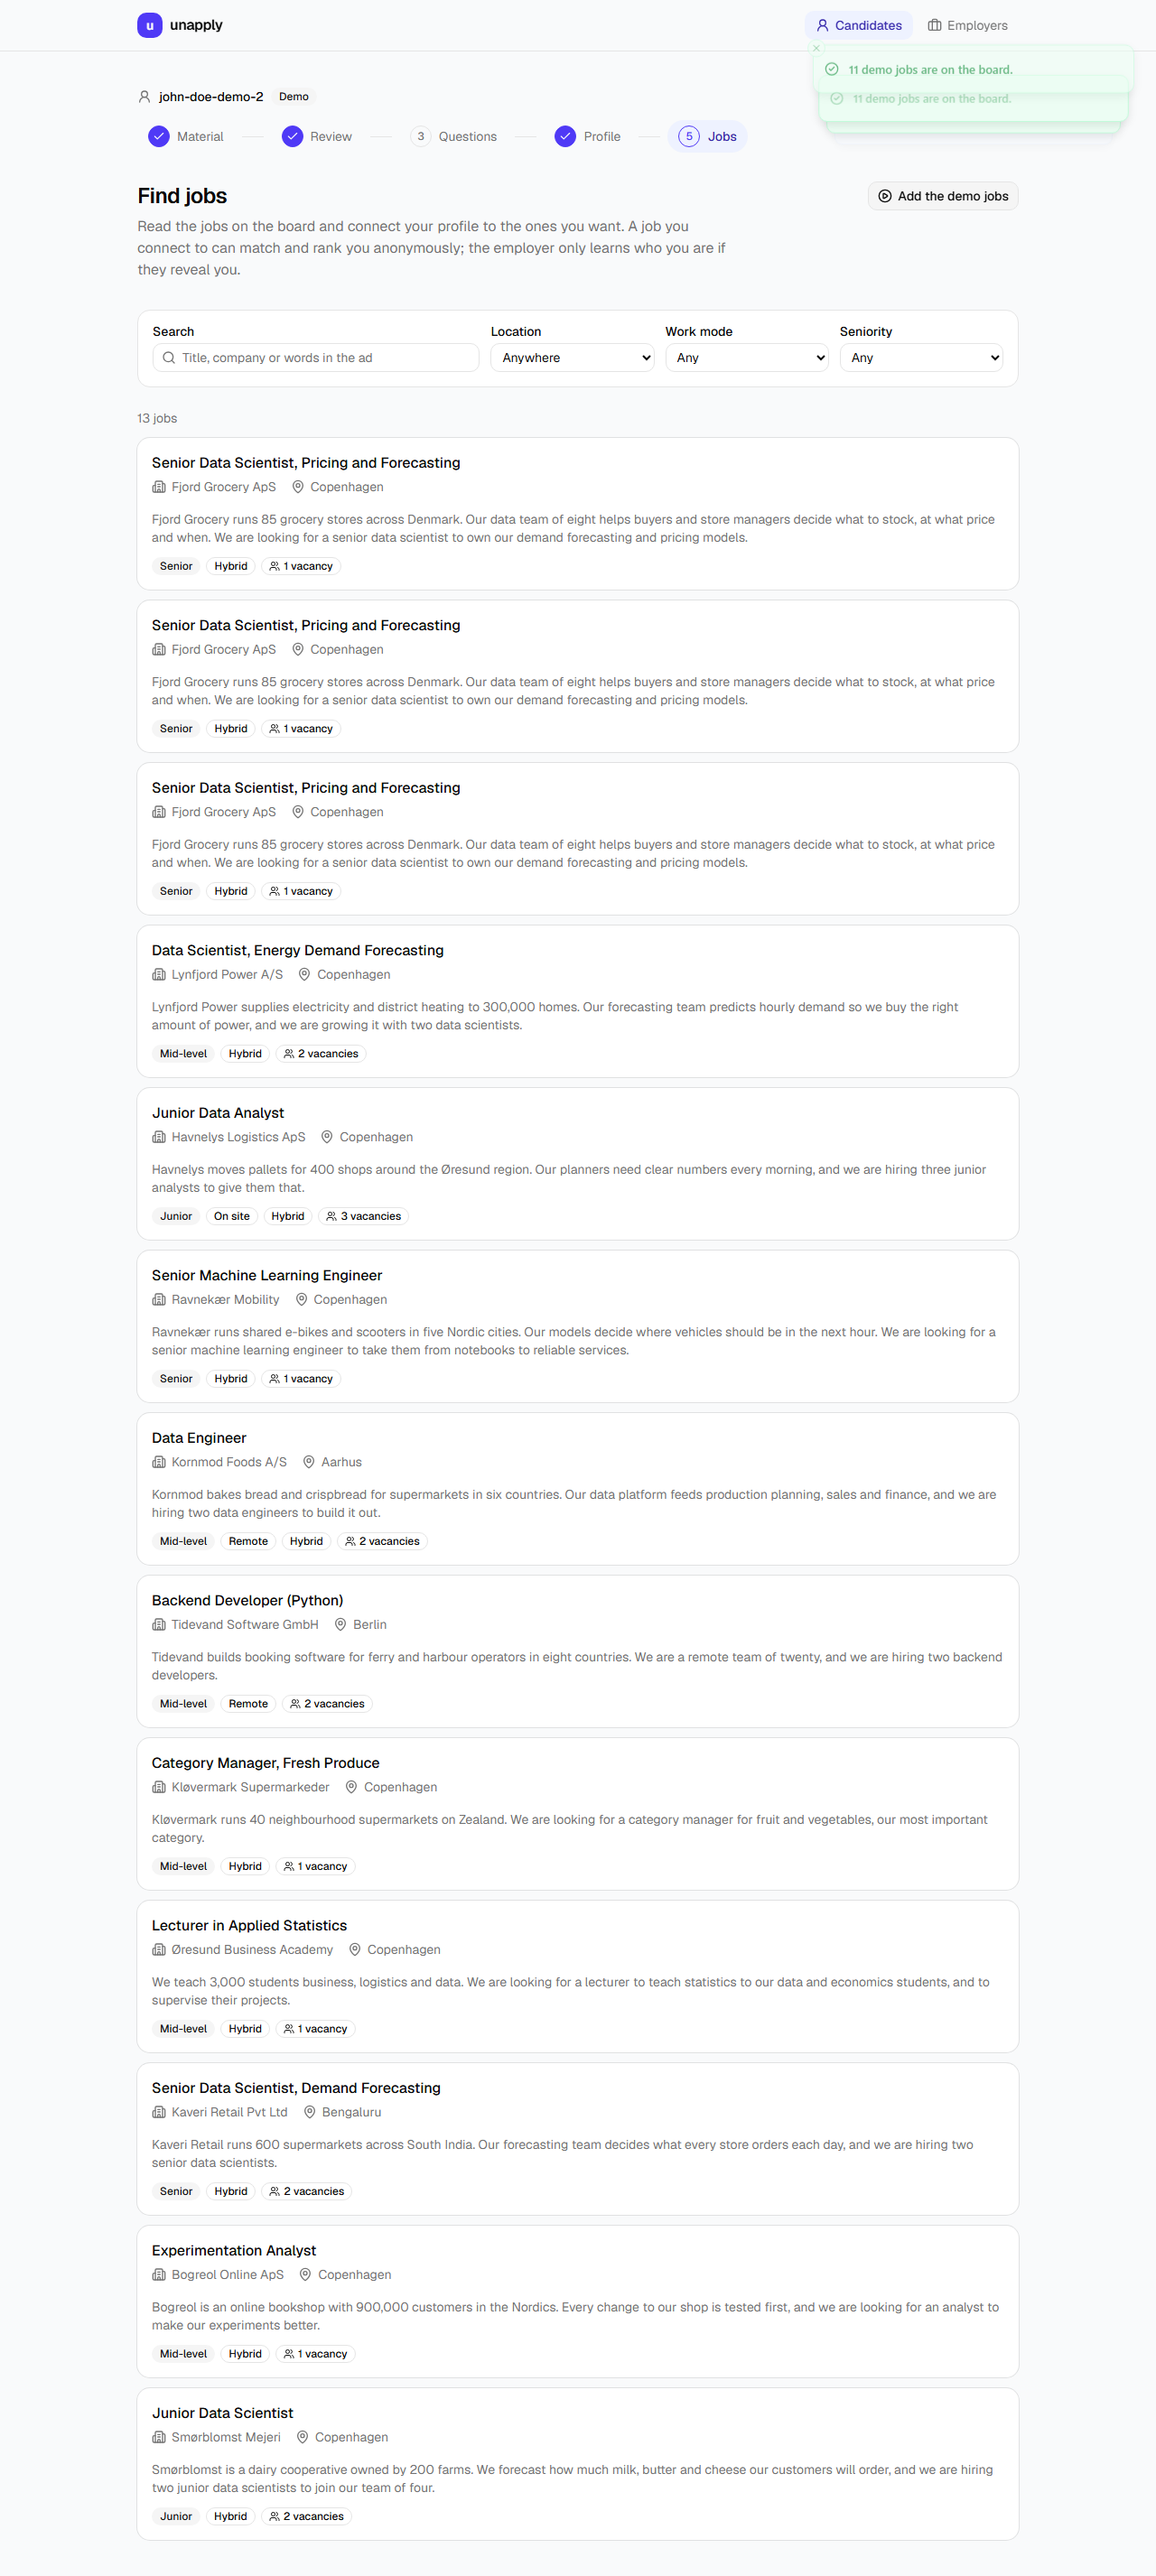 u unapply
Candidates
Employers
11 demo jobs are on the board.
11 demo jobs are on the board.
john-doe-demo-2 Demo
Material
Review
3 Questions
Profile
5 Jobs
Find jobs
Add the demo jobs
Read the jobs on the board and connect your profile to the ones you want. A job you
connect to can match and rank you anonymously; the employer only learns who you are if
they reveal you.
Search
Location
Work mode
Seniority
Title, company or words in the ad
Anywhere
Any
Any
13 jobs
Senior Data Scientist, Pricing and Forecasting
Fjord Grocery ApS Copenhagen
Fjord Grocery runs 85 grocery stores across Denmark. Our data team of eight helps buyers and store managers decide what to stock, at what price
and when. We are looking for a senior data scientist to own our demand forecasting and pricing models.
Senior Hybrid 1 vacancy
Senior Data Scientist, Pricing and Forecasting
Fjord Grocery ApS Copenhagen
Fjord Grocery runs 85 grocery stores across Denmark. Our data team of eight helps buyers and store managers decide what to stock, at what price
and when. We are looking for a senior data scientist to own our demand forecasting and pricing models.
Senior Hybrid 1 vacancy
Senior Data Scientist, Pricing and Forecasting
Fjord Grocery ApS Copenhagen
Fjord Grocery runs 85 grocery stores across Denmark. Our data team of eight helps buyers and store managers decide what to stock, at what price
and when. We are looking for a senior data scientist to own our demand forecasting and pricing models.
Senior Hybrid 1 vacancy
Data Scientist, Energy Demand Forecasting
Lynfjord Power A/S Copenhagen
Lynfjord Power supplies electricity and district heating to 300,000 homes. Our forecasting team predicts hourly demand so we buy the right
amount of power, and we are growing it with two data scientists.
Mid-level Hybrid 2 vacancies
Junior Data Analyst
Havnelys Logistics ApS Copenhagen
Havnelys moves pallets for 400 shops around the Øresund region. Our planners need clear numbers every morning, and we are hiring three junior
analysts to give them that.
Junior On site Hybrid 3 vacancies
Senior Machine Learning Engineer
Ravnekær Mobility Copenhagen
Ravnekær runs shared e-bikes and scooters in five Nordic cities. Our models decide where vehicles should be in the next hour. We are looking for a
senior machine learning engineer to take them from notebooks to reliable services.
Senior Hybrid 1 vacancy
Data Engineer
Kornmod Foods A/S Aarhus
Kornmod bakes bread and crispbread for supermarkets in six countries. Our data platform feeds production planning, sales and finance, and we are
hiring two data engineers to build it out.
Mid-level Remote Hybrid 2 vacancies
Backend Developer (Python)
Tidevand Software GmbH Berlin
Tidevand builds booking software for ferry and harbour operators in eight countries. We are a remote team of twenty, and we are hiring two backend
developers.
Mid-level Remote 2 vacancies
Category Manager, Fresh Produce
Kløvermark Supermarkeder Copenhagen
Kløvermark runs 40 neighbourhood supermarkets on Zealand. We are looking for a category manager for fruit and vegetables, our most important
category.
Mid-level Hybrid 1 vacancy
Lecturer in Applied Statistics
Øresund Business Academy Copenhagen
We teach 3,000 students business, logistics and data. We are looking for a lecturer to teach statistics to our data and economics students, and to
supervise their projects.
Mid-level Hybrid 1 vacancy
Senior Data Scientist, Demand Forecasting
Kaveri Retail Pvt Ltd Bengaluru
Kaveri Retail runs 600 supermarkets across South India. Our forecasting team decides what every store orders each day, and we are hiring two
senior data scientists.
Senior Hybrid 2 vacancies
Experimentation Analyst
Bogreol Online ApS Copenhagen
Bogreol is an online bookshop with 900,000 customers in the Nordics. Every change to our shop is tested first, and we are looking for an analyst to
make our experiments better.
Mid-level Hybrid 1 vacancy
Junior Data Scientist
Smørblomst Mejeri Copenhagen
Smørblomst is a dairy cooperative owned by 200 farms. We forecast how much milk, butter and cheese our customers will order, and we are hiring
two junior data scientists to join our team of four.
Junior Hybrid 2 vacancies